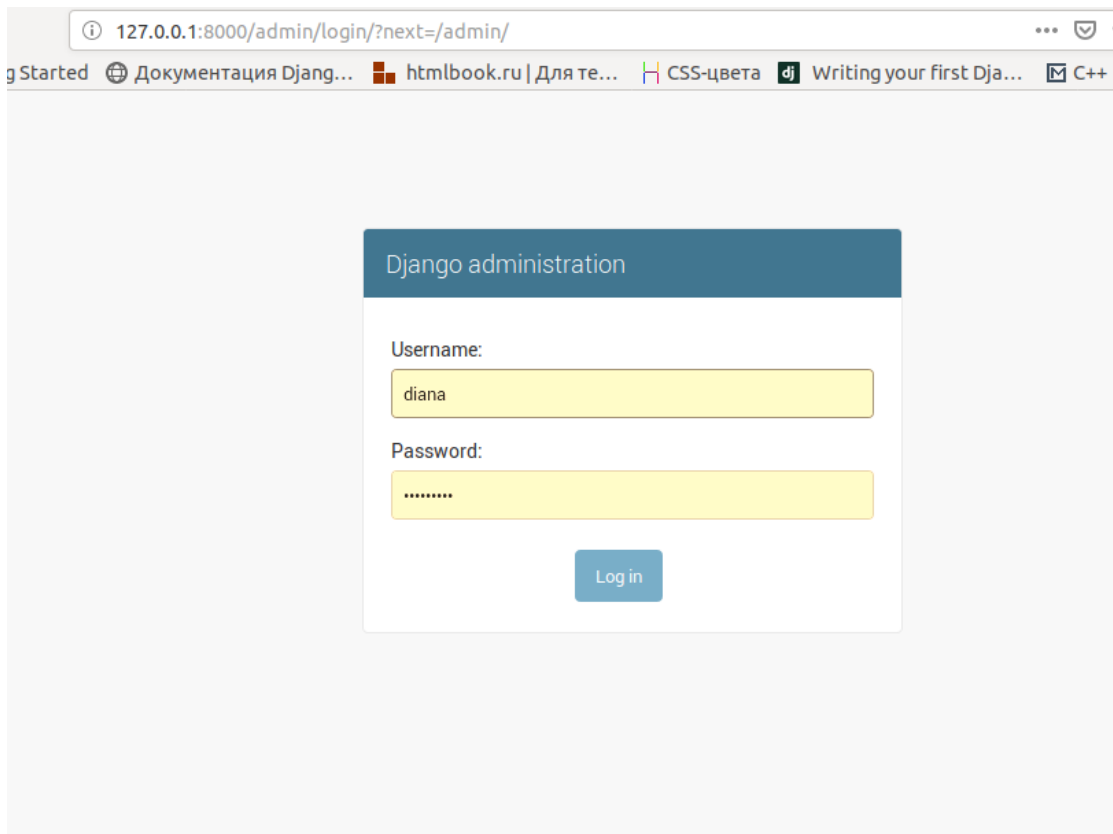 127.0.0.1:8000/admin/login/?next=/admin/
g Started Документация Djang... htmlbook.ru | Для те... CSS-цвета dj Writing your first Dja... M C++
Django administration
Username:
diana
Password:
•••••••••
Log in